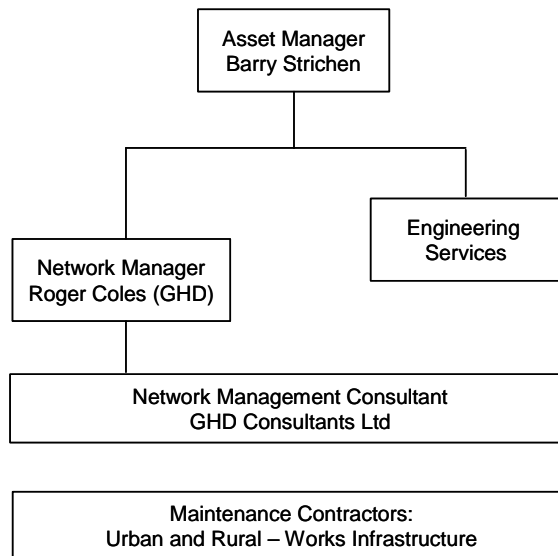 Asset Manager
Barry Strichen
Engineering
Services
Network Manager
Roger Coles (GHD)
Network Management Consultant
GHD Consultants Ltd
Maintenance Contractors:
Urban and Rural – Works Infrastructure